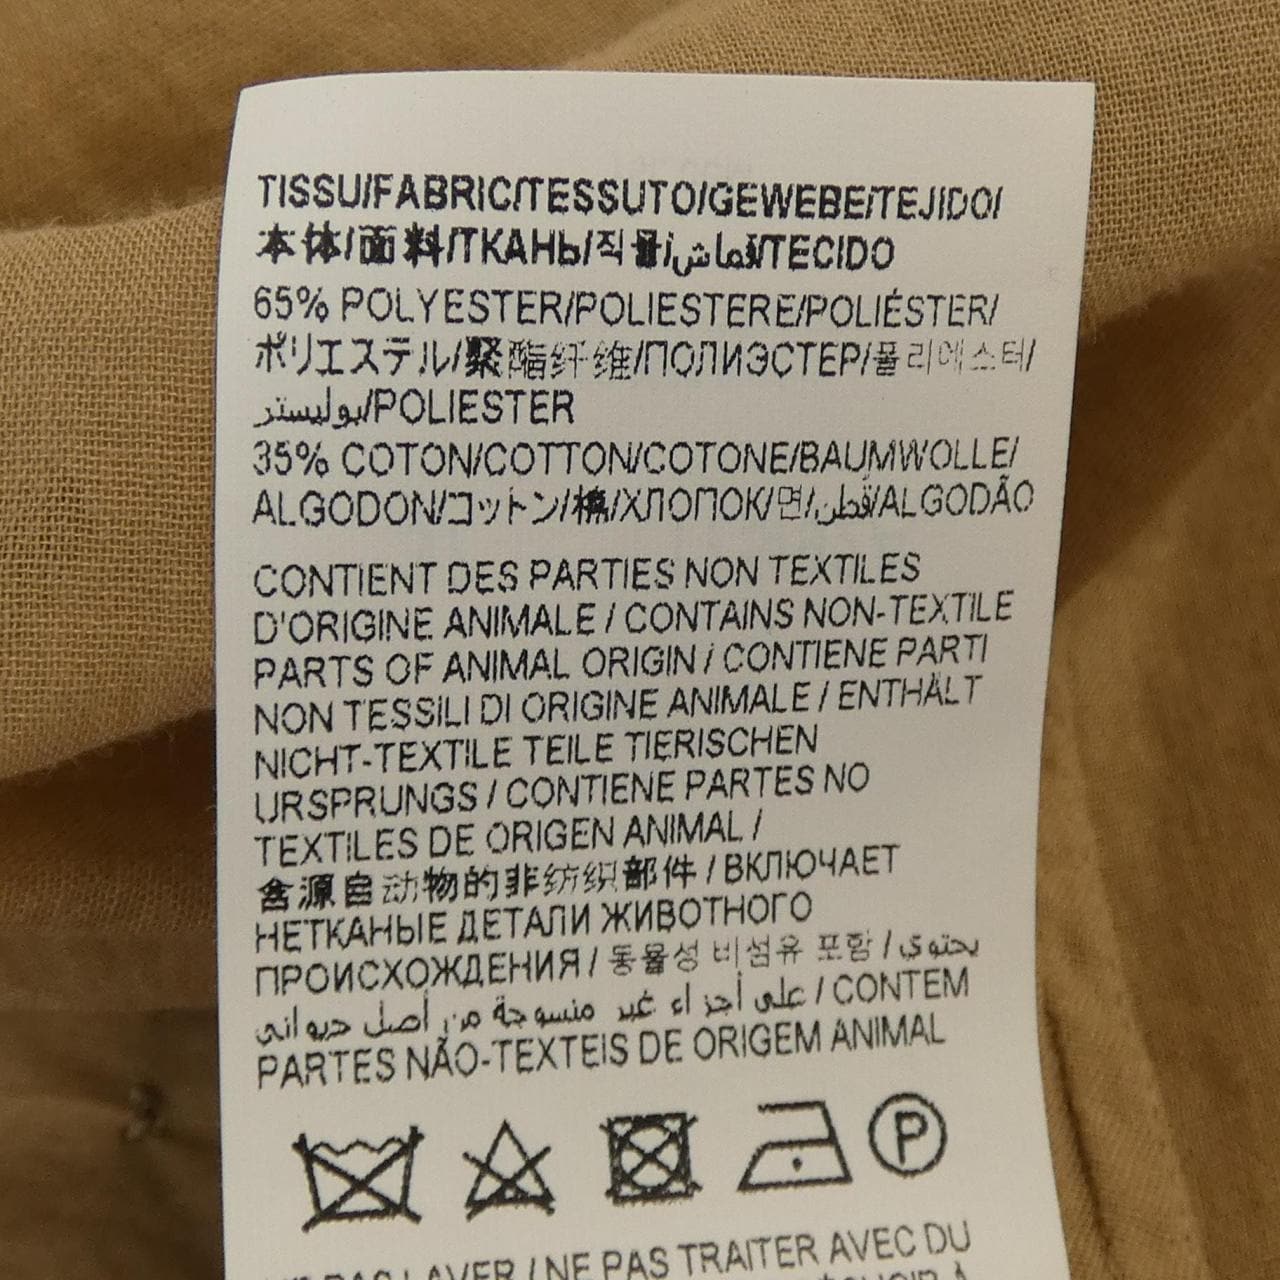 TISSU/FABRIC/TESSUTO/GEWEBE/TEJIDO/
本体/面料/ТКАНЬ/직물/قماش/TECIDO
65% POLYESTER/POLIESTERE/POLIÉSTER/
ポリエステル/聚酯纤维/ПОЛИЭСТЕР/폴리에스터/
بوليستر/POLIESTER
35% COTON/COTTON/COTONE/BAUMWOLLE/
ALGODON/コットン/棉/ХЛОПОК/면/قطن/ALGODÃO
CONTIENT DES PARTIES NON TEXTILES
D'ORIGINE ANIMALE / CONTAINS NON-TEXTILE
PARTS OF ANIMAL ORIGIN / CONTIENE PARTI
NON TESSILI DI ORIGINE ANIMALE / ENTHÄLT
NICHT-TEXTILE TEILE TIERISCHEN
URSPRUNGS / CONTIENE PARTES NO
TEXTILES DE ORIGEN ANIMAL /
含源自动物的非纺织部件 / ВКЛЮЧАЕТ
НЕТКАНЫЕ ДЕТАЛИ ЖИВОТНОГО
ПРОИСХОЖДЕНИЯ / 동물성 비섬유 포함 / يحتوي
على أجزاء غير منسوجة من أصل حيواني / CONTEM
PARTES NÃO-TEXTEIS DE ORIGEM ANIMAL
P
NE PAS LAVER / NE PAS TRAITER AVEC DU